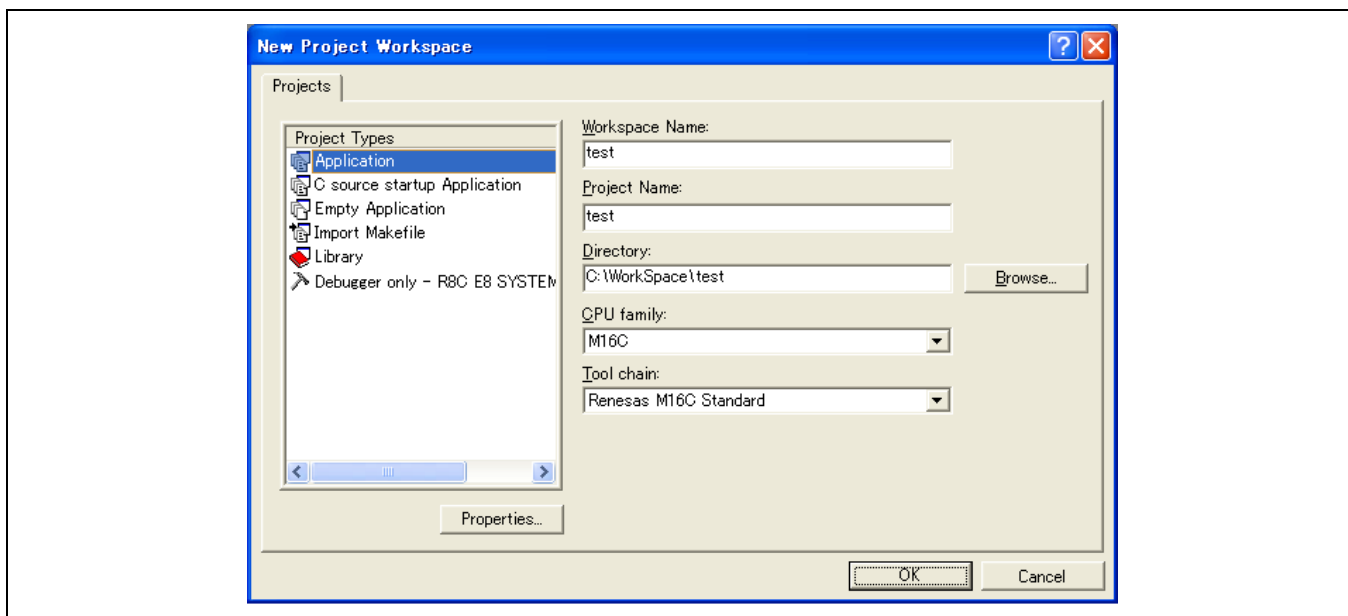 New Project Workspace
Projects
Project Types
Application
C source startup Application
Empty Application
Import Makefile
Library
Debugger only - R8C E8 SYSTEM
Workspace Name:
test
Project Name:
test
Directory:
C:\WorkSpace\test
Browse...
CPU family:
M16C
Tool chain:
Renesas M16C Standard
Properties...
OK
Cancel